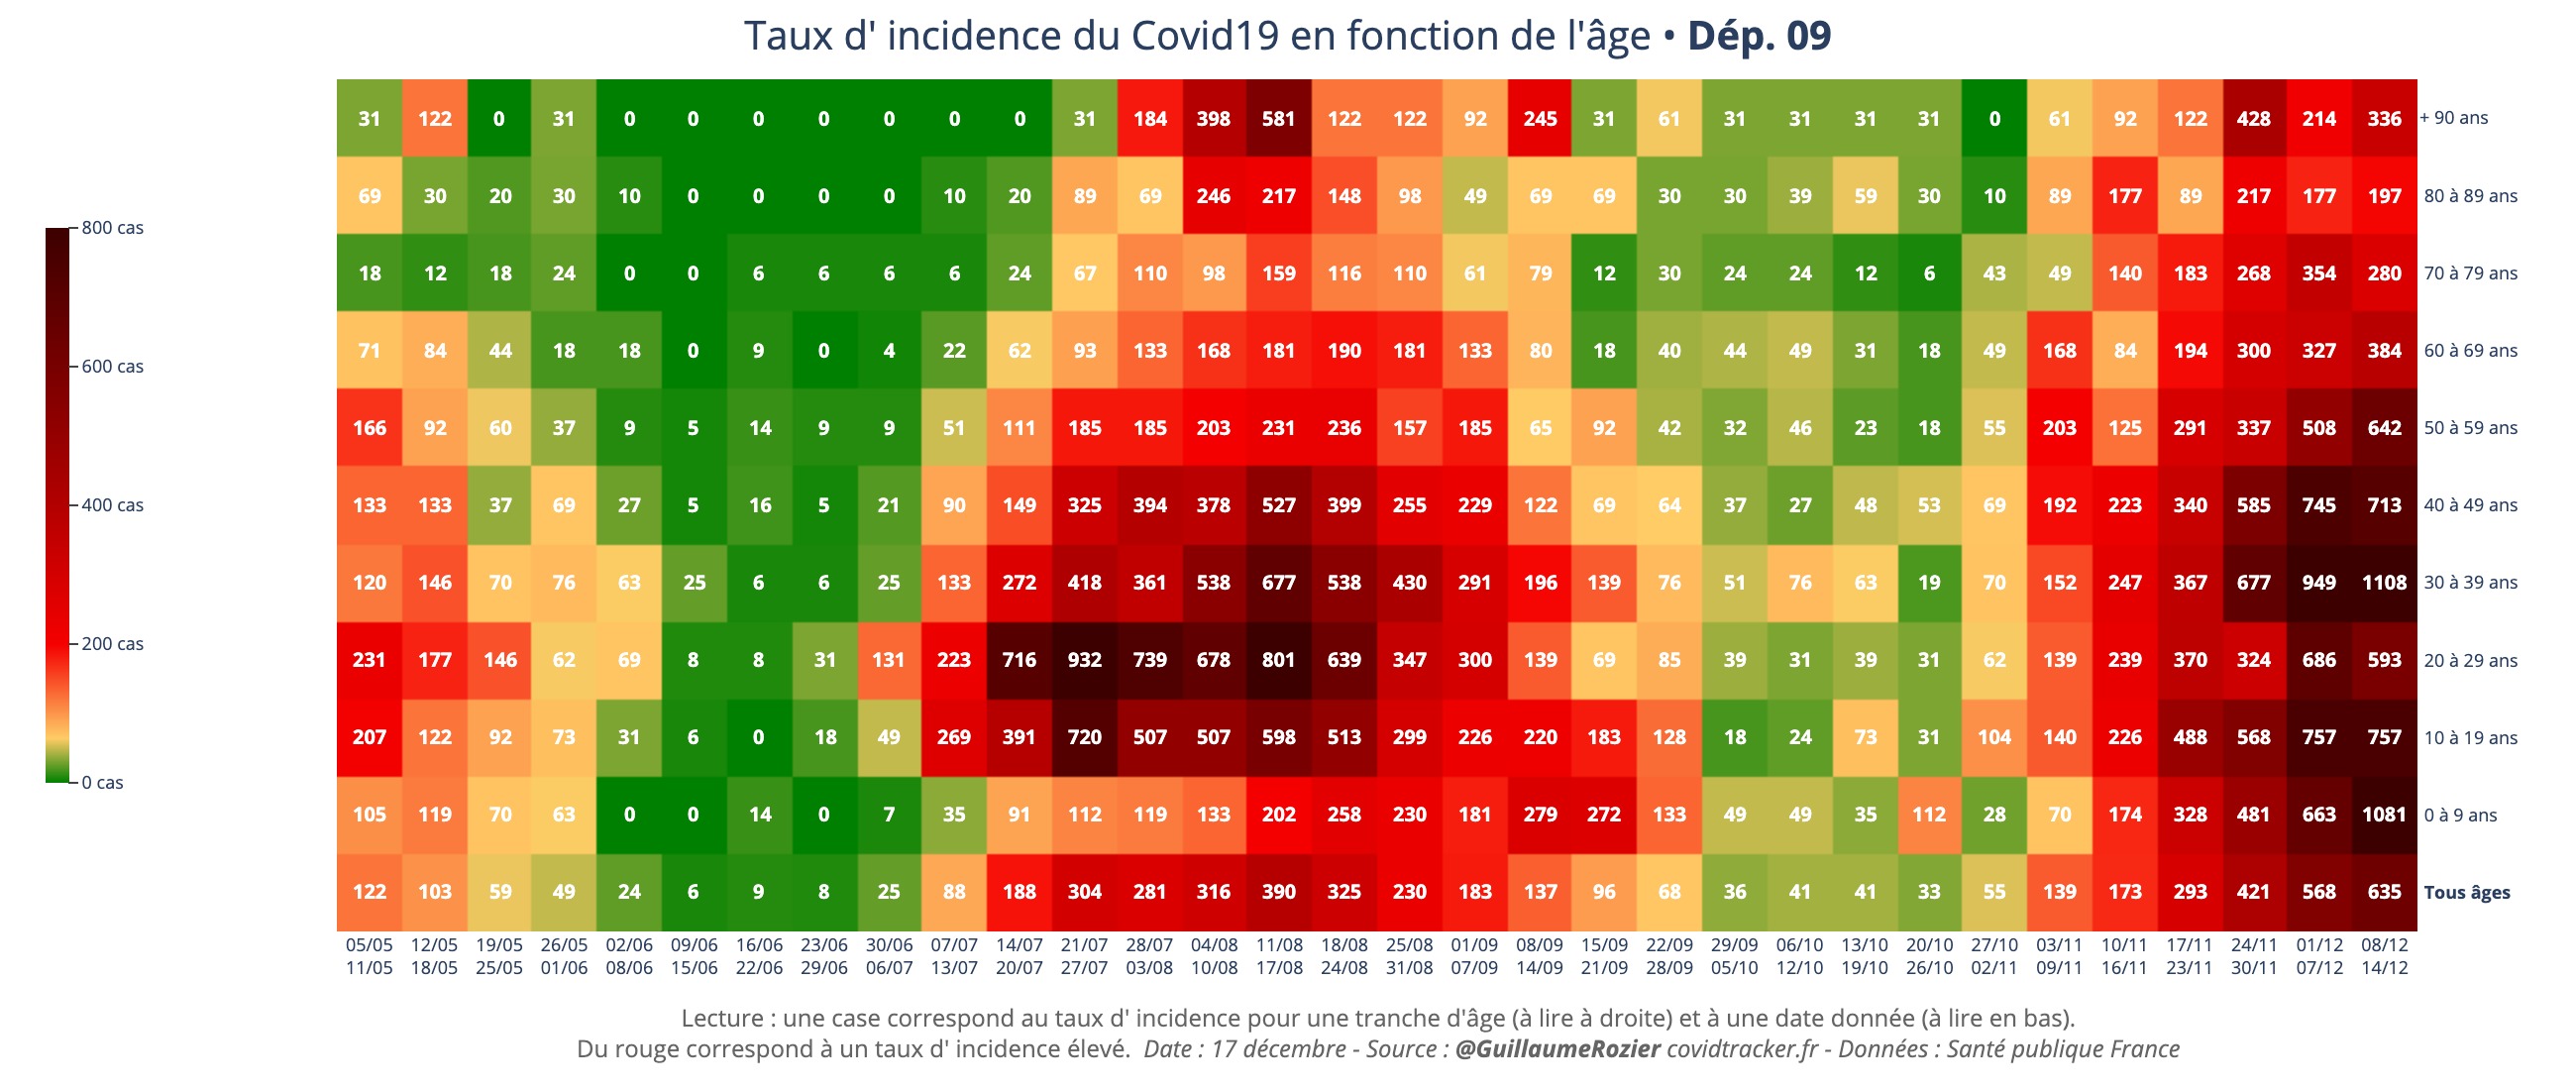 Taux d' incidence du Covid19 en fonction de l'âge • Dép. 09
800 cas
600 cas
400 cas
200 cas
0 cas
31 122 0 31 0 0 0 0 0 0 0 31 184 398 581 122 122 92 245 31 61 31 31 31 31 0 61 92 122 428 214 336 + 90 ans
69 30 20 30 10 0 0 0 0 10 20 89 69 246 217 148 98 49 69 69 30 30 39 59 30 10 89 177 89 217 177 197 80 à 89 ans
18 12 18 24 0 0 6 6 6 6 24 67 110 98 159 116 110 61 79 12 30 24 24 12 6 43 49 140 183 268 354 280 70 à 79 ans
71 84 44 18 18 0 9 0 4 22 62 93 133 168 181 190 181 133 80 18 40 44 49 31 18 49 168 84 194 300 327 384 60 à 69 ans
166 92 60 37 9 5 14 9 9 51 111 185 185 203 231 236 157 185 65 92 42 32 46 23 18 55 203 125 291 337 508 642 50 à 59 ans
133 133 37 69 27 5 16 5 21 90 149 325 394 378 527 399 255 229 122 69 64 37 27 48 53 69 192 223 340 585 745 713 40 à 49 ans
120 146 70 76 63 25 6 6 25 133 272 418 361 538 677 538 430 291 196 139 76 51 76 63 19 70 152 247 367 677 949 1108 30 à 39 ans
231 177 146 62 69 8 8 31 131 223 716 932 739 678 801 639 347 300 139 69 85 39 31 39 31 62 139 239 370 324 686 593 20 à 29 ans
207 122 92 73 31 6 0 18 49 269 391 720 507 507 598 513 299 226 220 183 128 18 24 73 31 104 140 226 488 568 757 757 10 à 19 ans
105 119 70 63 0 0 14 0 7 35 91 112 119 133 202 258 230 181 279 272 133 49 49 35 112 28 70 174 328 481 663 1081 0 à 9 ans
122 103 59 49 24 6 9 8 25 88 188 304 281 316 390 325 230 183 137 96 68 36 41 41 33 55 139 173 293 421 568 635 Tous âges
05/05 12/05 19/05 26/05 02/06 09/06 16/06 23/06 30/06 07/07 14/07 21/07 28/07 04/08 11/08 18/08 25/08 01/09 08/09 15/09 22/09 29/09 06/10 13/10 20/10 27/10 03/11 10/11 17/11 24/11 01/12 08/12
11/05 18/05 25/05 01/06 08/06 15/06 22/06 29/06 06/07 13/07 20/07 27/07 03/08 10/08 17/08 24/08 31/08 07/09 14/09 21/09 28/09 05/10 12/10 19/10 26/10 02/11 09/11 16/11 23/11 30/11 07/12 14/12
Lecture : une case correspond au taux d' incidence pour une tranche d'âge (à lire à droite) et à une date donnée (à lire en bas).
Du rouge correspond à un taux d' incidence élevé. Date : 17 décembre - Source : @GuillaumeRozier covidtracker.fr - Données : Santé publique France